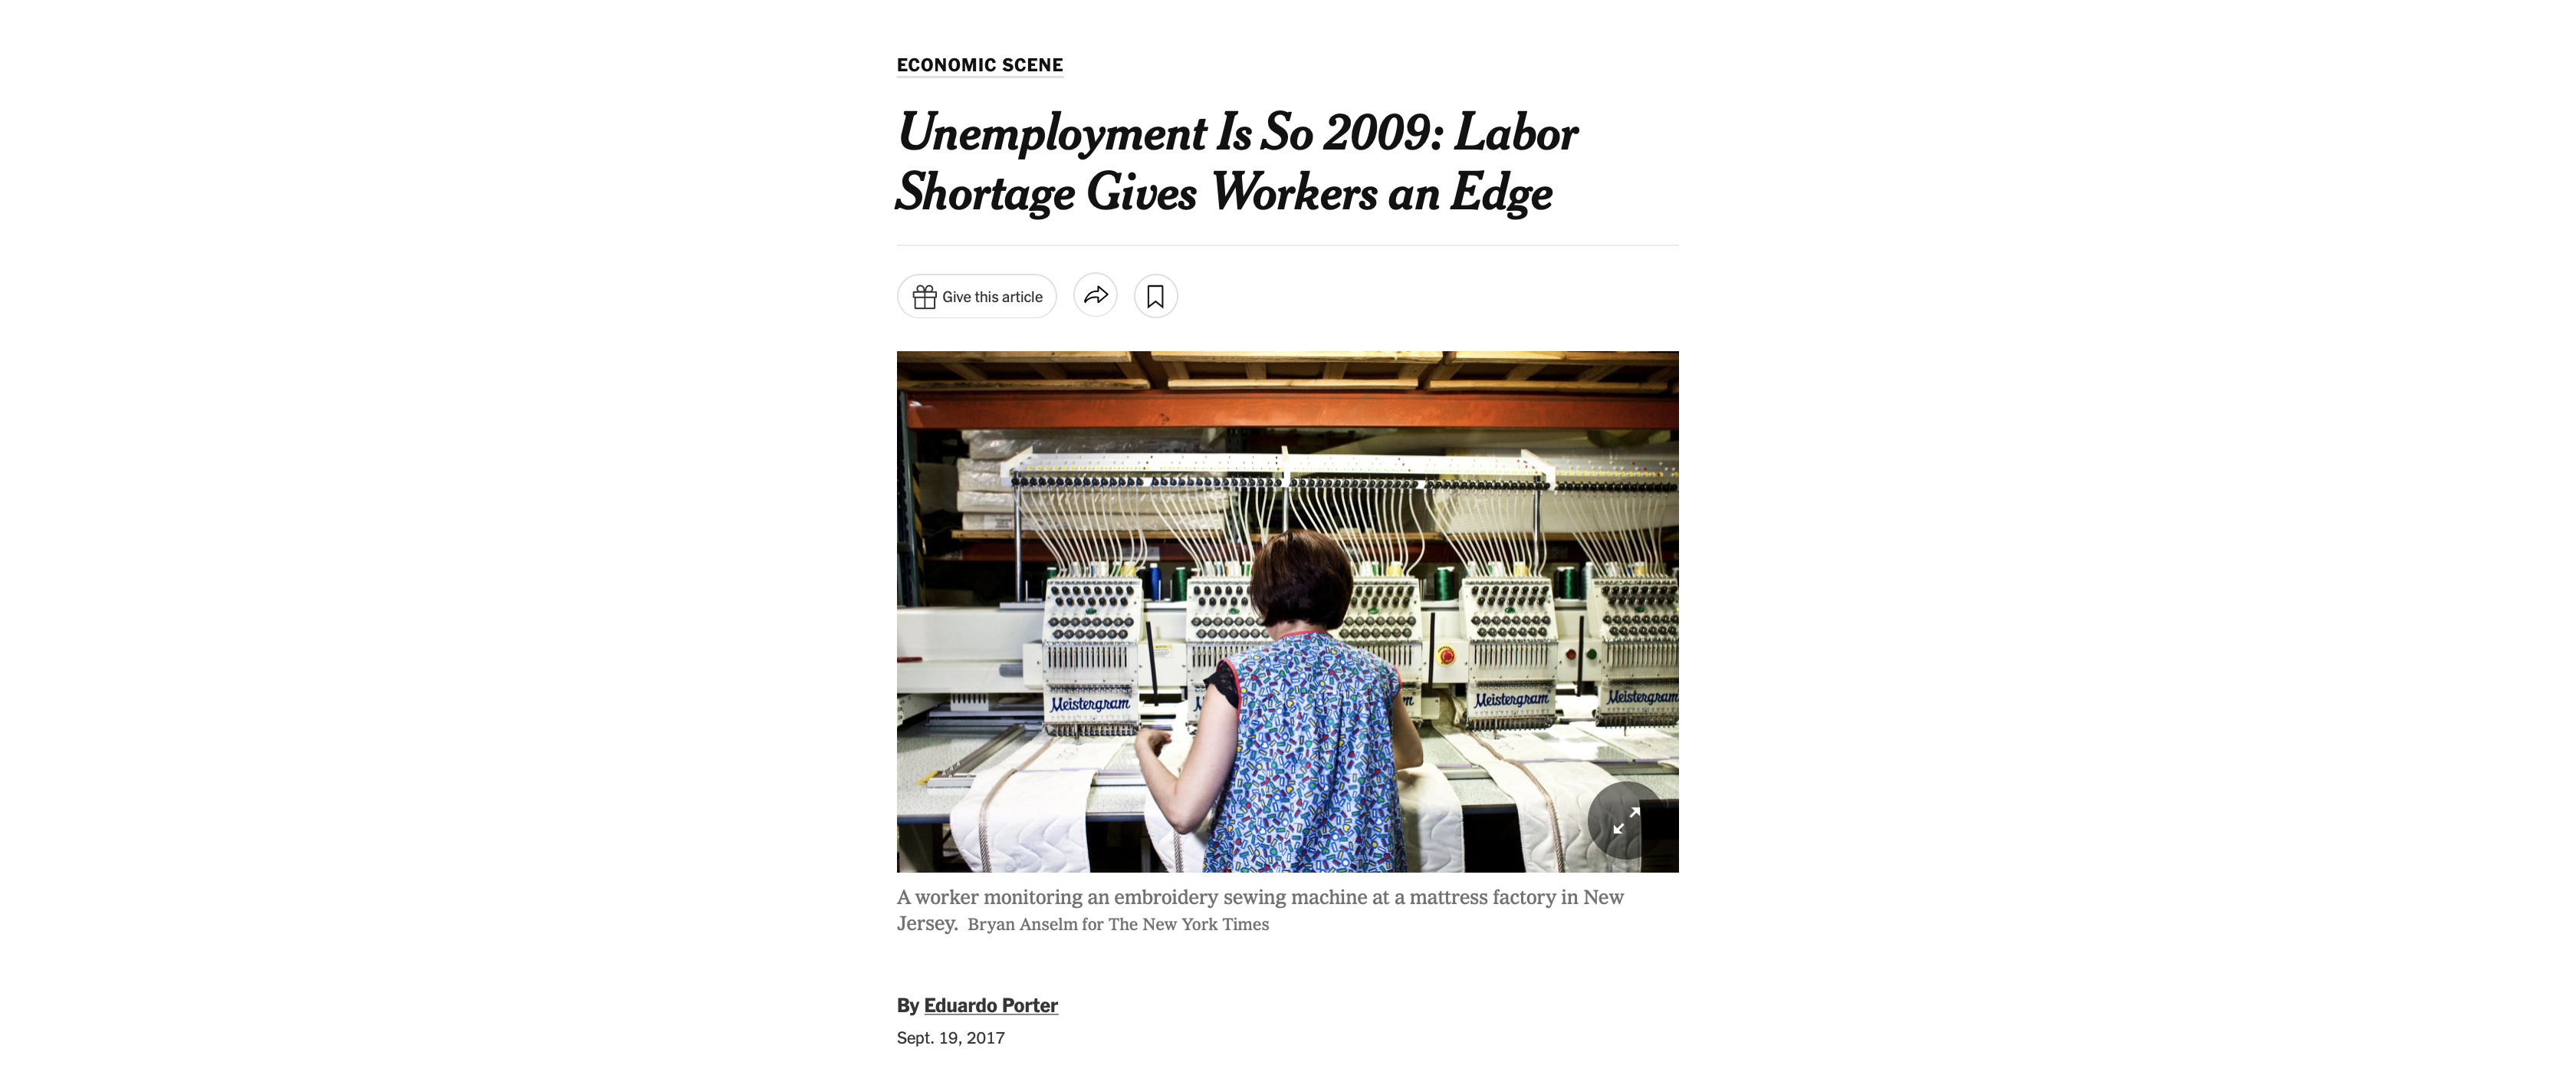 ECONOMIC SCENE
Unemployment Is So 2009: Labor
Shortage Gives Workers an Edge
Give this article
Meistergram
Meistergram
Meistergram
A worker monitoring an embroidery sewing machine at a mattress factory in New
Jersey. Bryan Anselm for The New York Times
By Eduardo Porter
Sept. 19, 2017